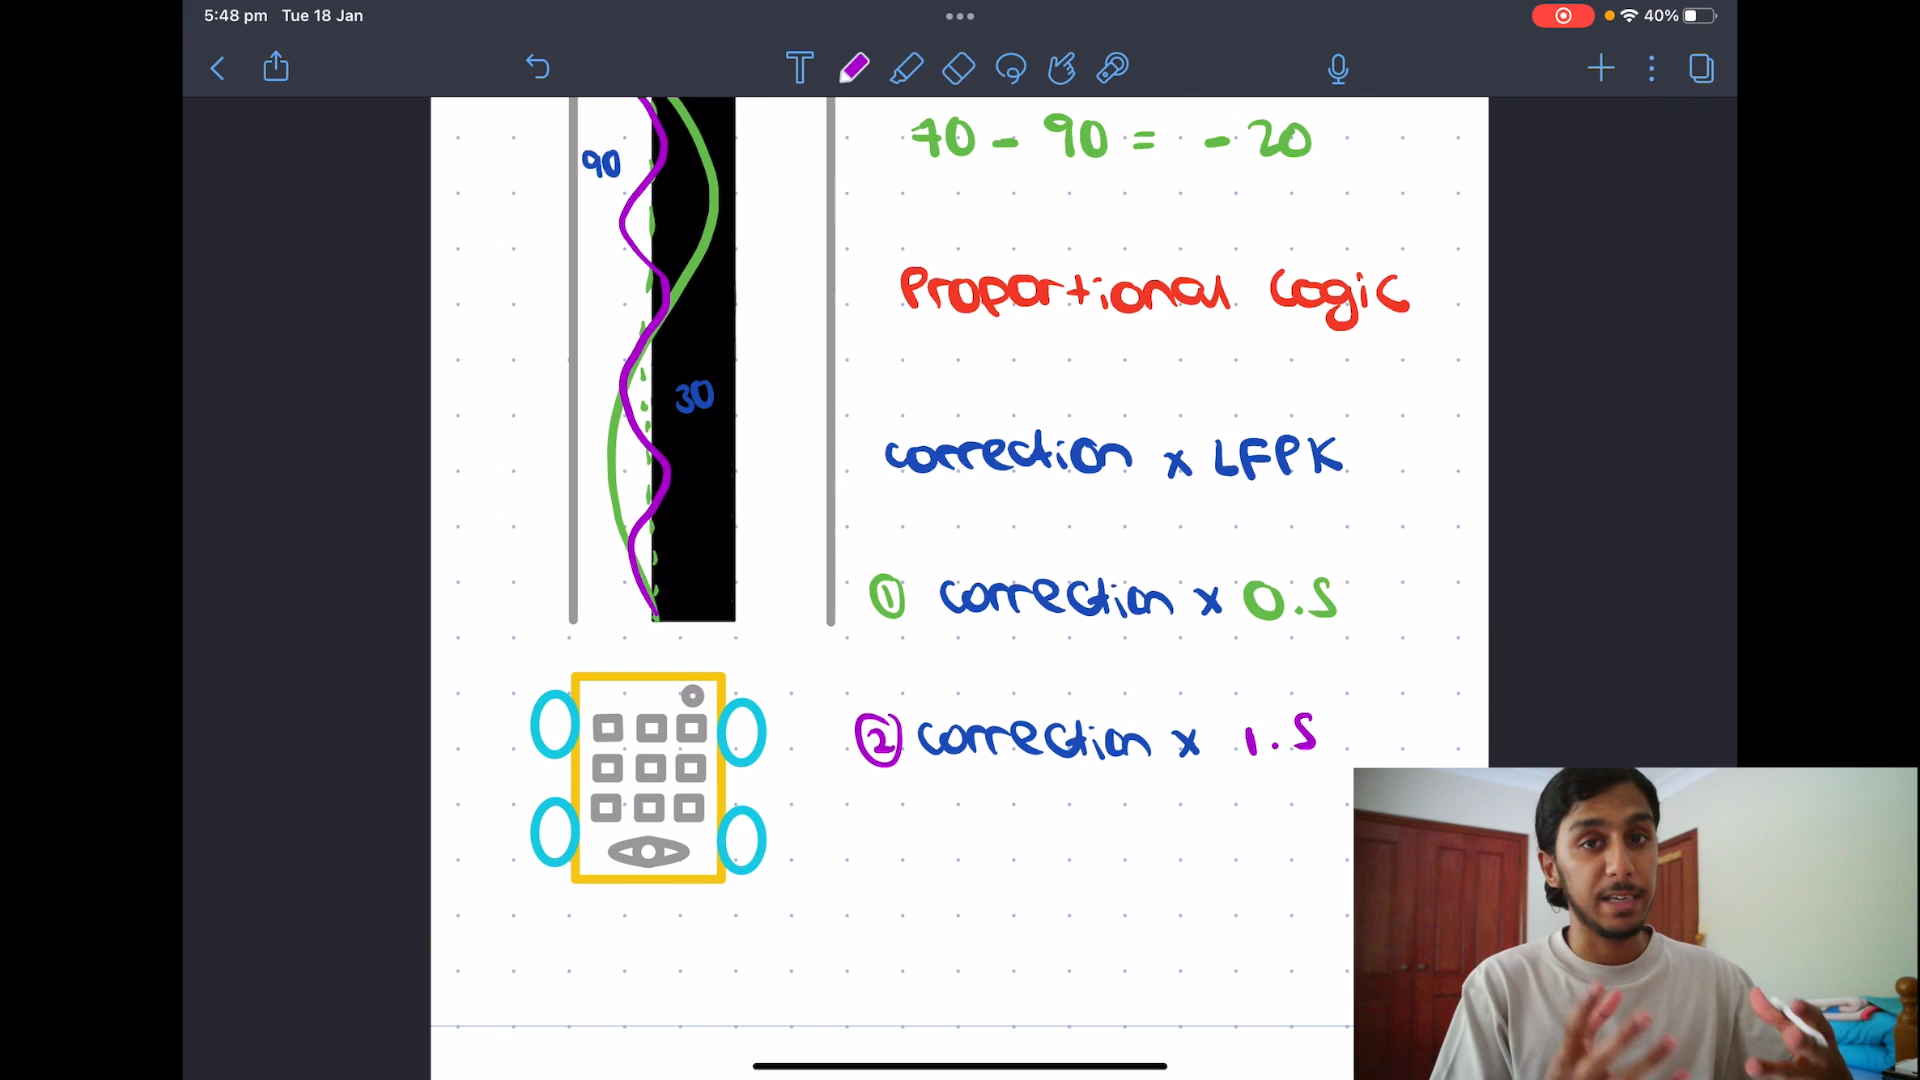 5:48 pm Tue 18 Jan
40%
T
70 - 90 = - 20
90
Proportional Logic
30
correction x LFPK
① correction x 0.5
② correction x 1.5